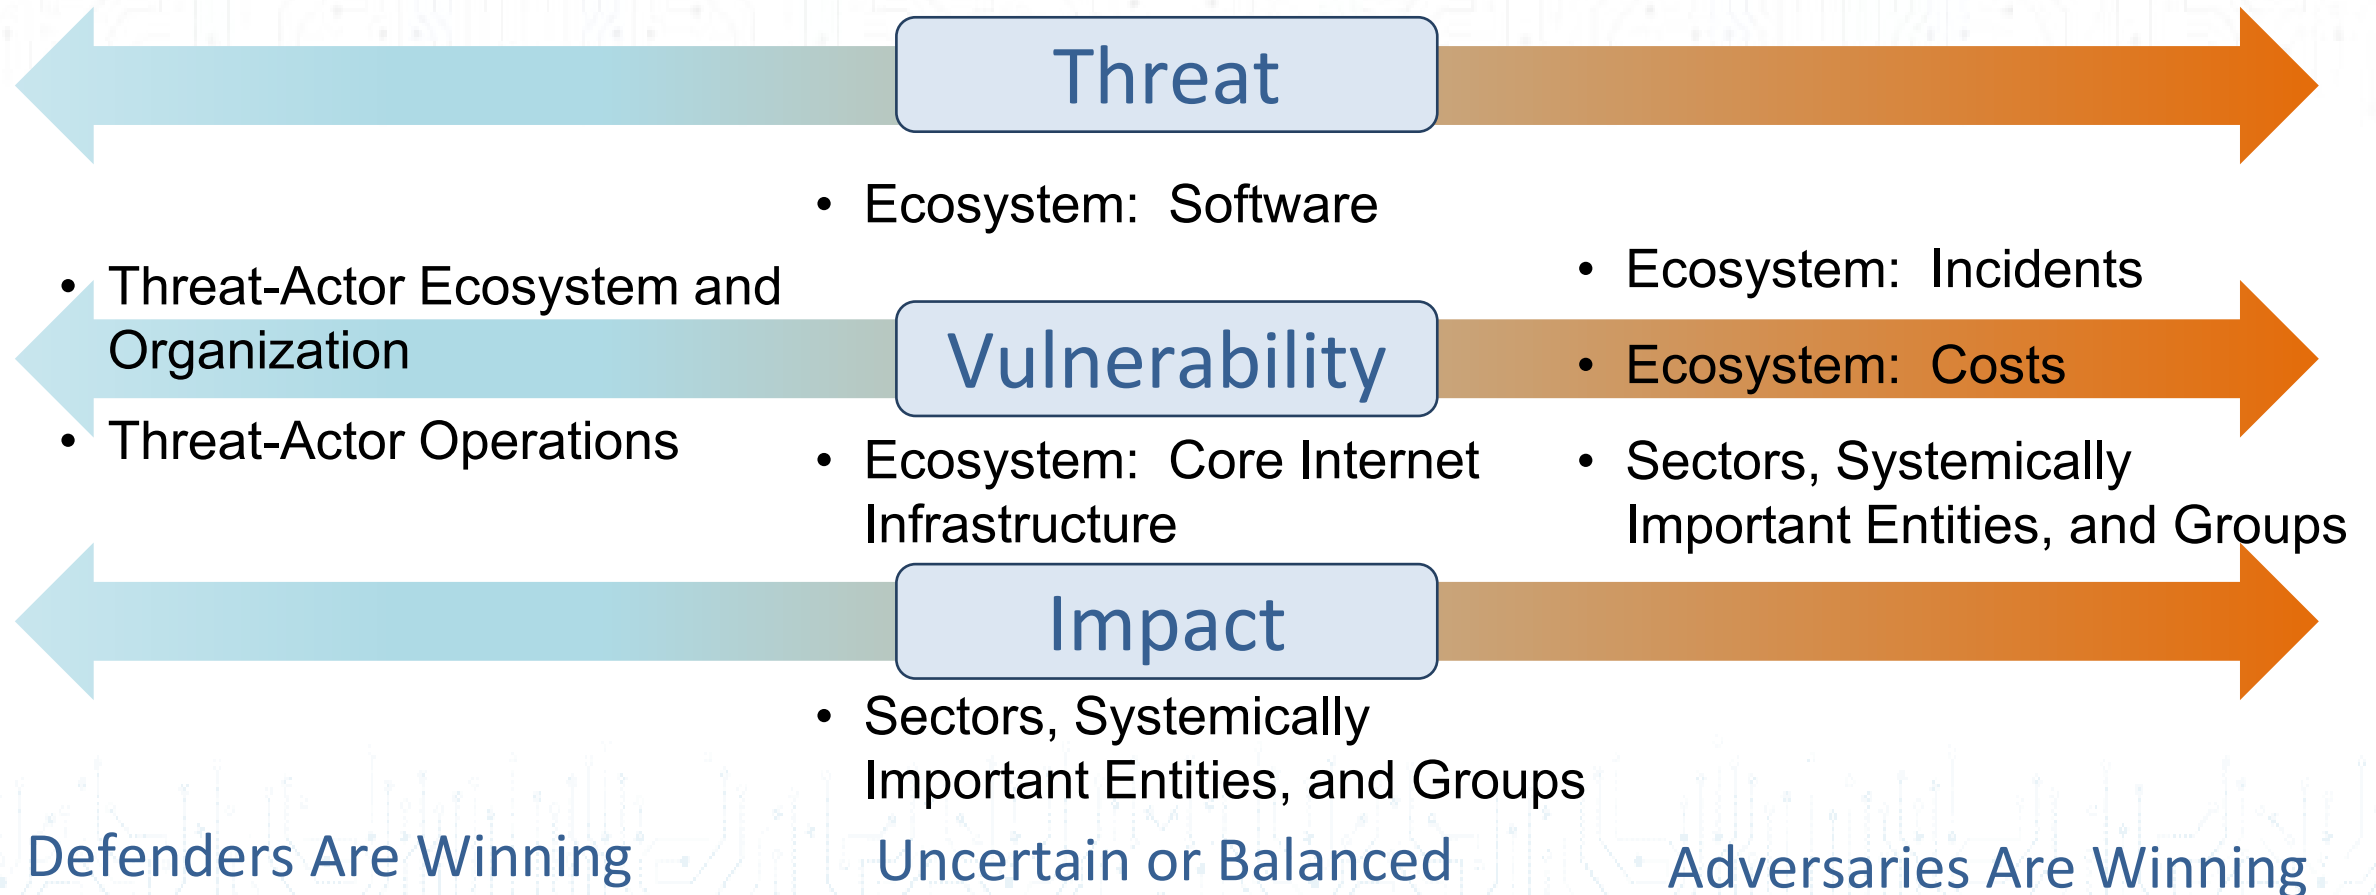 Threat
• Ecosystem: Software
• Threat-Actor Ecosystem and
Organization
• Threat-Actor Operations
• Ecosystem: Incidents
• Ecosystem: Costs
• Sectors, Systemically
Important Entities, and Groups
Vulnerability
• Ecosystem: Core Internet
Infrastructure
Impact
• Sectors, Systemically
Important Entities, and Groups
Defenders Are Winning
Uncertain or Balanced
Adversaries Are Winning